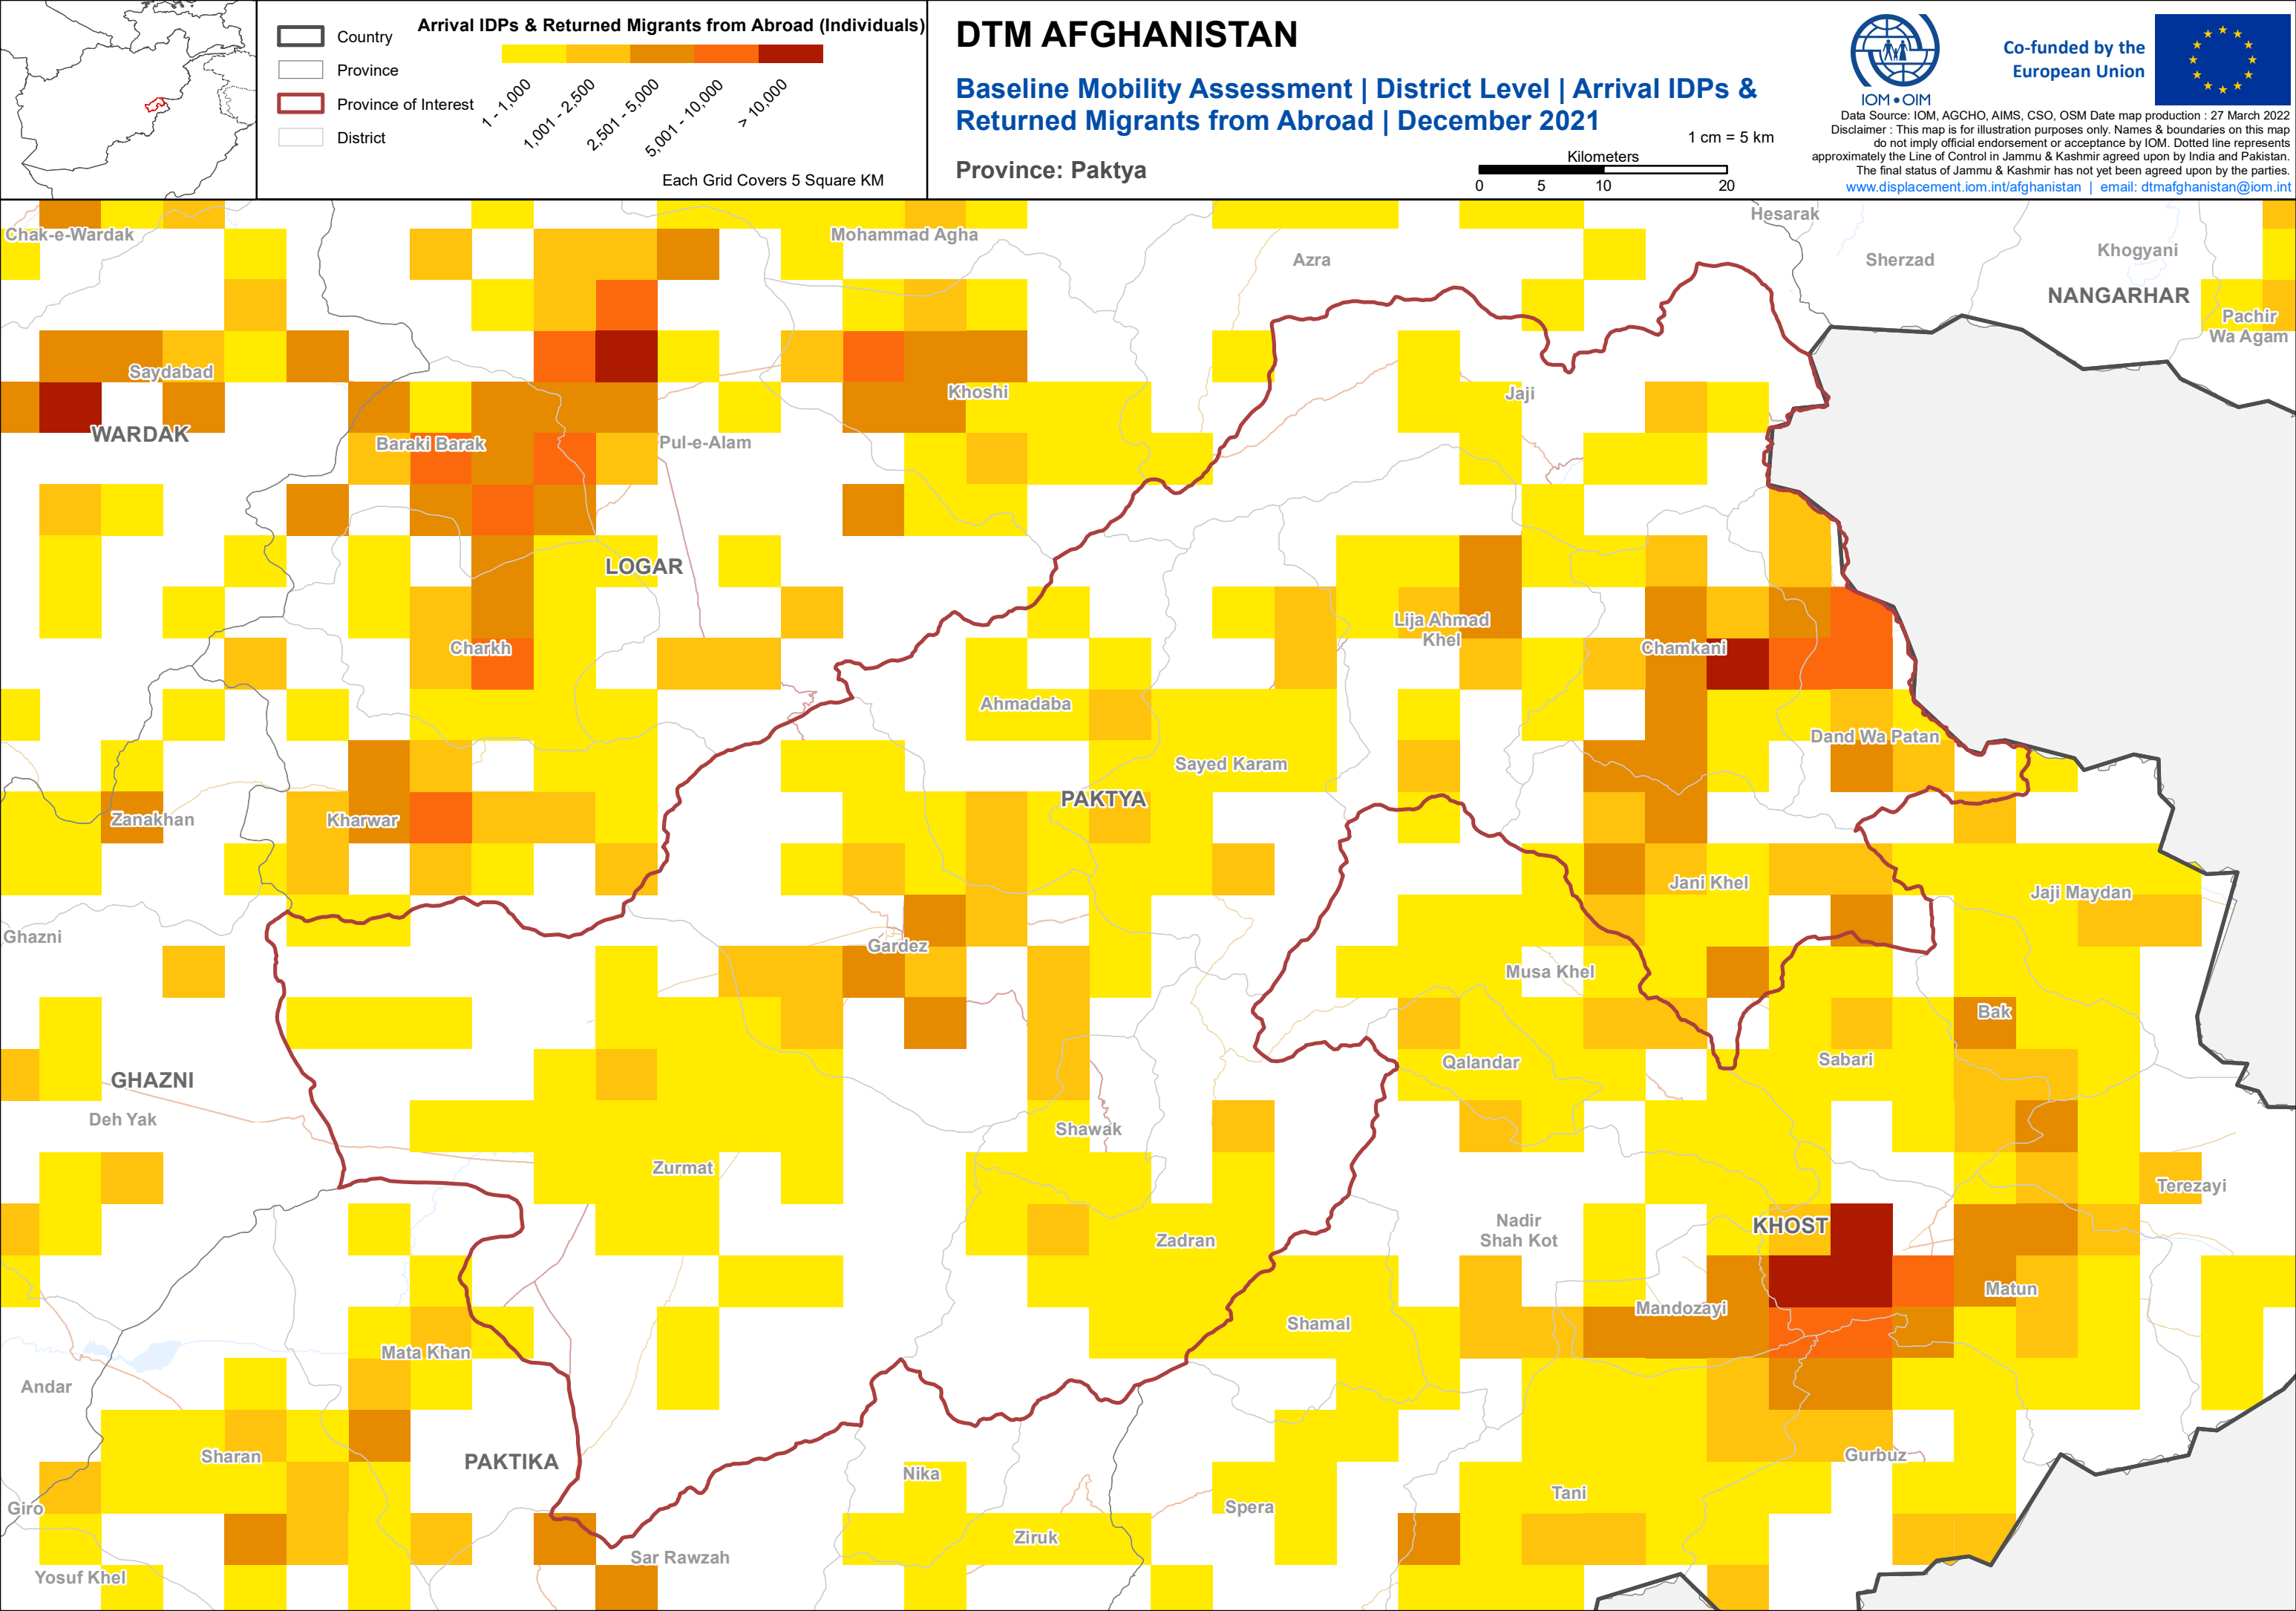 Country
Province
Province of Interest
District
Arrival IDPs & Returned Migrants from Abroad (Individuals)
1 - 1,000
1,001 - 2,500
2,501 - 5,000
5,001 - 10,000
> 10,000
Each Grid Covers 5 Square KM
DTM AFGHANISTAN
Baseline Mobility Assessment | District Level | Arrival IDPs &
Returned Migrants from Abroad | December 2021
Province: Paktya
1 cm = 5 km
Kilometers
0 5 10 20
IOM • OIM
Co-funded by the
European Union
Data Source: IOM, AGCHO, AIMS, CSO, OSM Date map production : 27 March 2022
Disclaimer : This map is for illustration purposes only. Names & boundaries on this map
do not imply official endorsement or acceptance by IOM. Dotted line represents
approximately the Line of Control in Jammu & Kashmir agreed upon by India and Pakistan.
The final status of Jammu & Kashmir has not yet been agreed upon by the parties.
www.displacement.iom.int/afghanistan | email: dtmafghanistan@iom.int
Hesarak
Chak-e-Wardak
Mohammad Agha
Azra
Sherzad
Khogyani
NANGARHAR
Pachir
Wa Agam
Saydabad
Khoshi
Jaji
WARDAK
Baraki Barak
Pul-e-Alam
LOGAR
Lija Ahmad
Khel
Charkh
Chamkani
Ahmadaba
Dand Wa Patan
Sayed Karam
PAKTYA
Zanakhan
Kharwar
Jani Khel
Jaji Maydan
Ghazni
Gardez
Musa Khel
Bak
Qalandar
Sabari
GHAZNI
Deh Yak
Shawak
Zurmat
Terezayi
Nadir
Shah Kot
KHOST
Zadran
Matun
Mandozayi
Shamal
Mata Khan
Andar
Sharan
PAKTIKA
Gurbuz
Nika
Tani
Giro
Spera
Ziruk
Sar Rawzah
Yosuf Khel